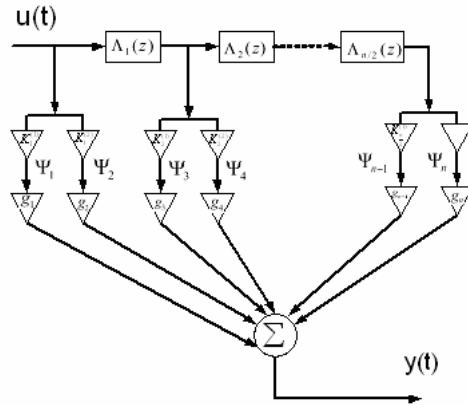 u(t)
Λ₁(z) Λ₂(z) Λₙ/₂(z)
Ψ₁ Ψ₂ Ψ₃ Ψ₄ Ψₙ₋₁ Ψₙ
g₁ g₂ g₃ g₄ gₙ₋₁ gₙ
Σ
y(t)